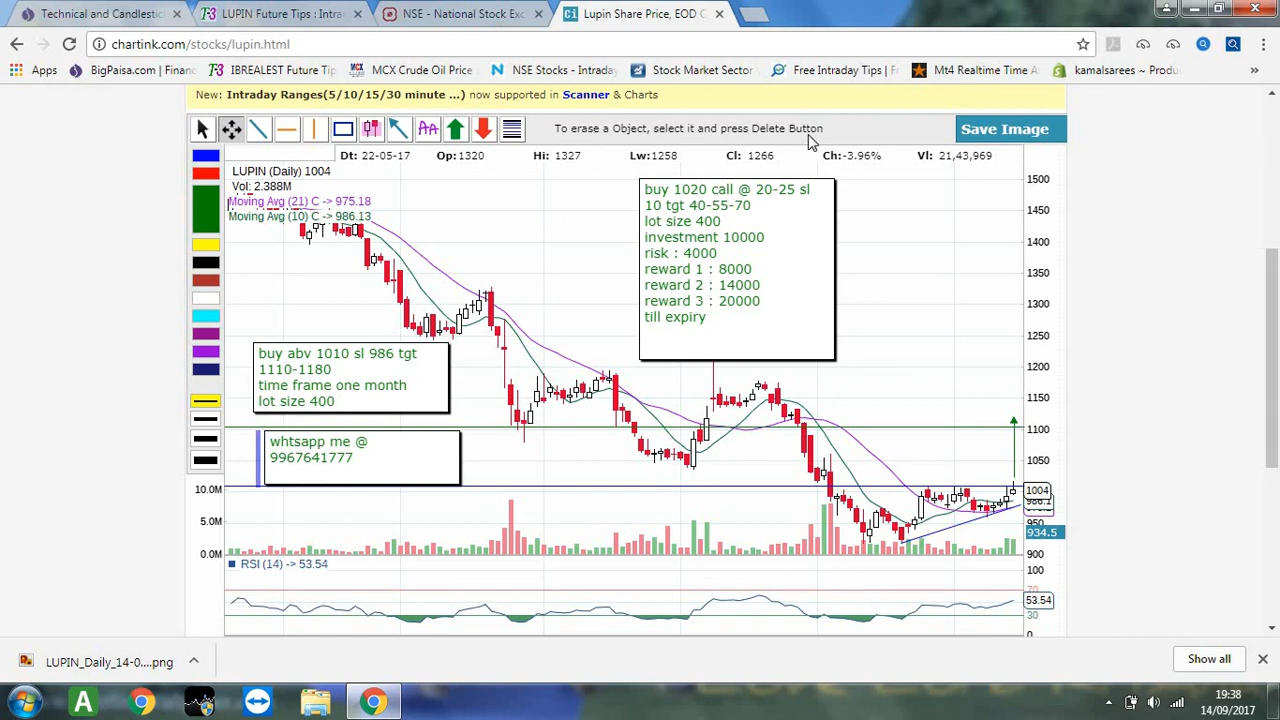 Technical and Candlestic
LUPIN Future Tips : Intra
NSE - National Stock Exc
Lupin Share Price, EOD C
chartink.com/stocks/lupin.html
Apps
BigPaisa.com | Finan
IBREALEST Future Tip
MCX Crude Oil Price,
NSE Stocks - Intraday
Stock Market Sector
Free Intraday Tips | F
Mt4 Realtime Time A
kamalsarees ~ Produ
New: Intraday Ranges(5/10/15/30 minute ...) now supported in Scanner & Charts
To erase a Object, select it and press Delete Button
Save Image
Dt: 22-05-17 Op:1320 Hi: 1327 Lw:1258 Cl: 1266 Ch:-3.96% Vl: 21,43,969
LUPIN (Daily) 1004
Vol: 2.388M
Moving Avg (21) C -> 975.18
Moving Avg (10) C -> 986.13
buy 1020 call @ 20-25 sl
10 tgt 40-55-70
lot size 400
investment 10000
risk : 4000
reward 1 : 8000
reward 2 : 14000
reward 3 : 20000
till expiry
buy abv 1010 sl 986 tgt
1110-1180
time frame one month
lot size 400
whtsapp me @
9967641777
1500
1450
1400
1350
1300
1250
1200
1150
1100
1050
1004
950
934.5
900
10.0M
5.0M
0.0M
RSI (14) -> 53.54
100
70
53.54
30
0
LUPIN_Daily_14-0....png
Show all
19:38
14/09/2017